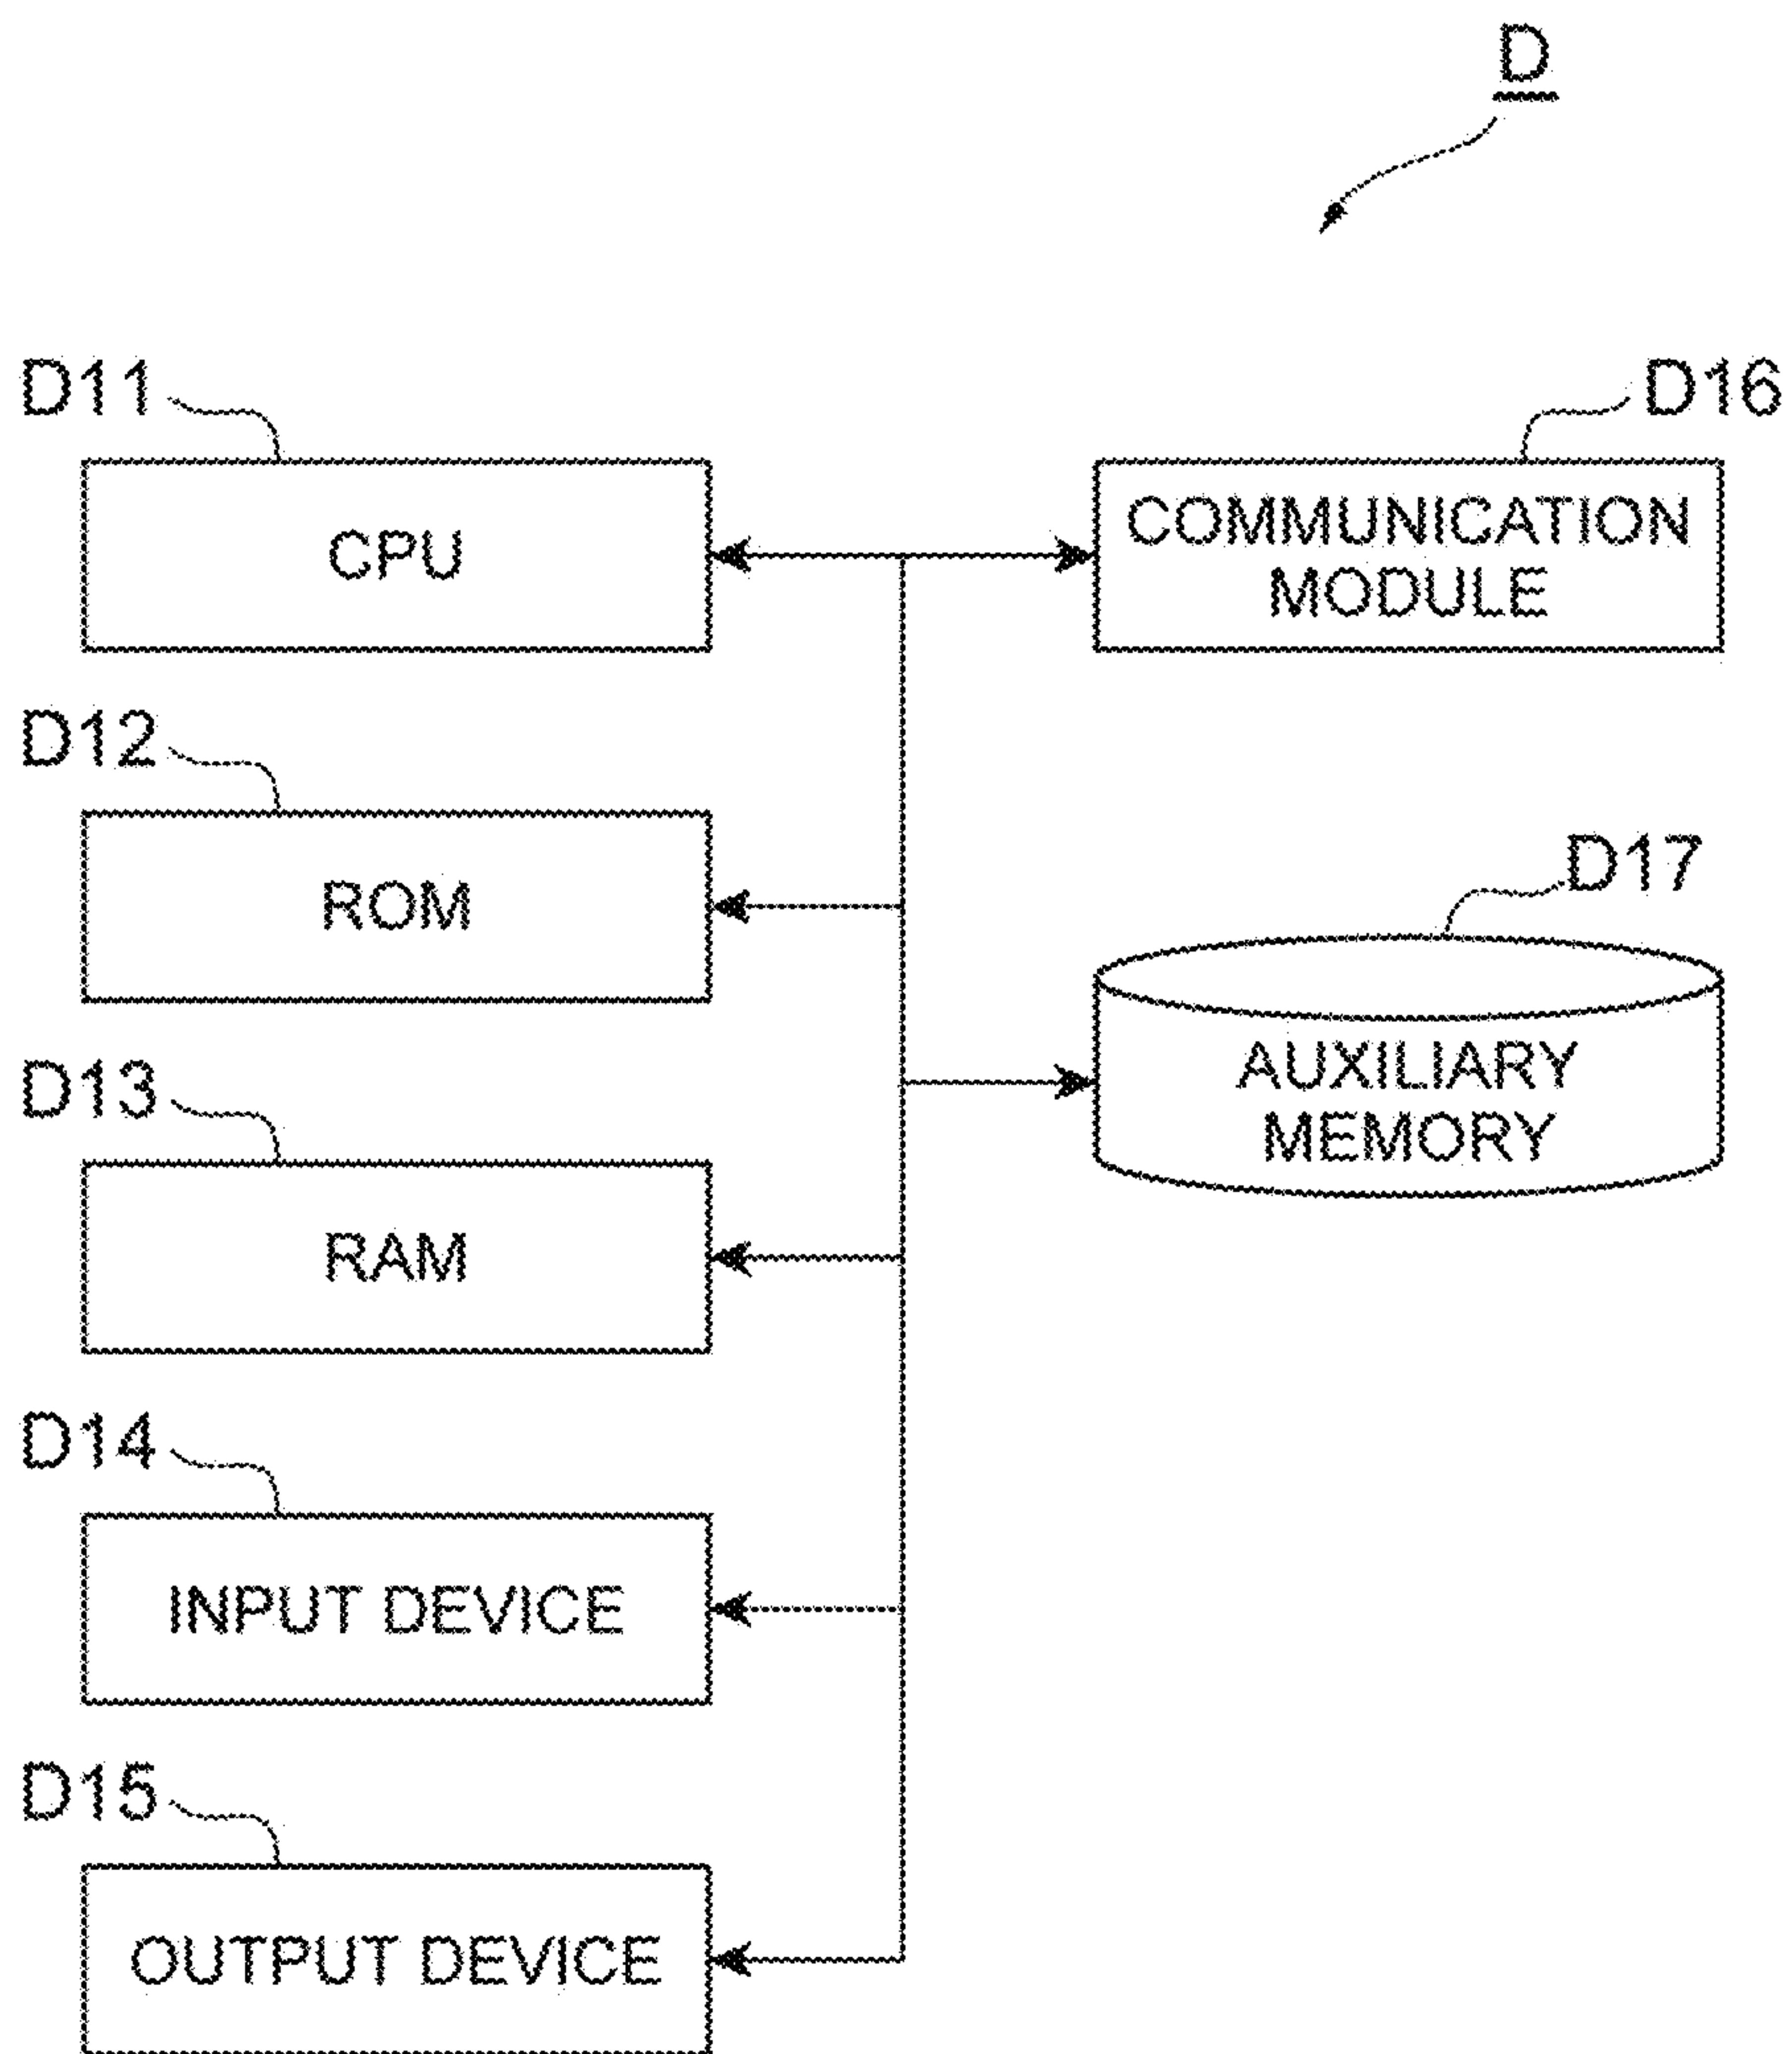 D
D11
CPU
D16
COMMUNICATION
MODULE
D12
ROM
D17
AUXILIARY
MEMORY
D13
RAM
D14
INPUT DEVICE
D15
OUTPUT DEVICE